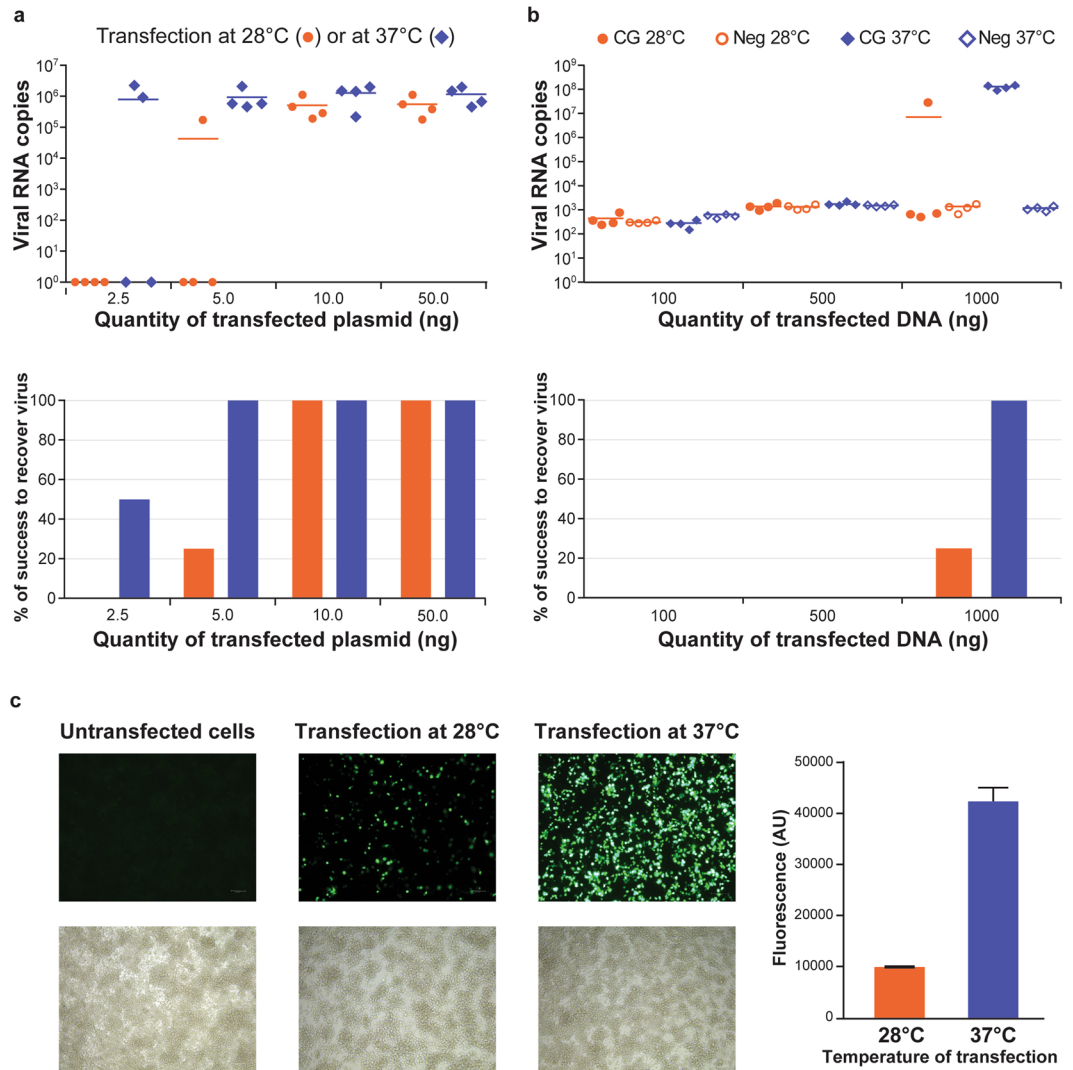 a
Transfection at 28°C (●) or at 37°C (◆)
Viral RNA copies
10⁷
10⁶
10⁵
10⁴
10³
10²
10¹
10⁰
2.5 5.0 10.0 50.0
Quantity of transfected plasmid (ng)
% of success to recover virus
100
80
60
40
20
0
2.5 5.0 10.0 50.0
Quantity of transfected plasmid (ng)
b
CG 28°C Neg 28°C CG 37°C Neg 37°C
Viral RNA copies
10⁹
10⁸
10⁷
10⁶
10⁵
10⁴
10³
10²
10¹
10⁰
100 500 1000
Quantity of transfected DNA (ng)
% of success to recover virus
100
80
60
40
20
0
100 500 1000
Quantity of transfected DNA (ng)
c
Untransfected cells
Transfection at 28°C
Transfection at 37°C
Fluorescence (AU)
50000
40000
30000
20000
10000
0
28°C 37°C
Temperature of transfection